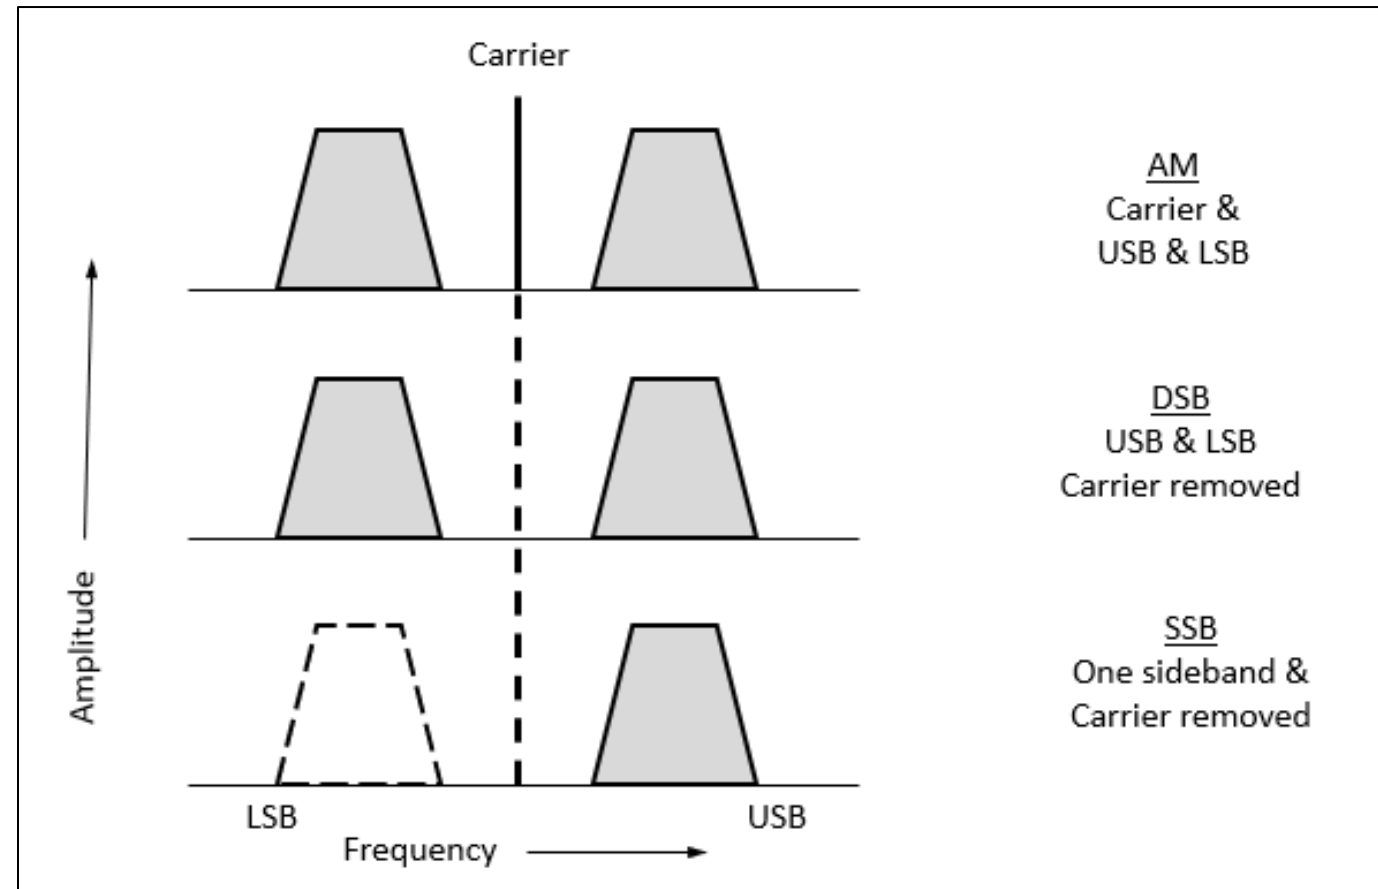 Carrier
AM
Carrier &
USB & LSB
DSB
USB & LSB
Carrier removed
Amplitude
SSB
One sideband &
Carrier removed
LSB
USB
Frequency